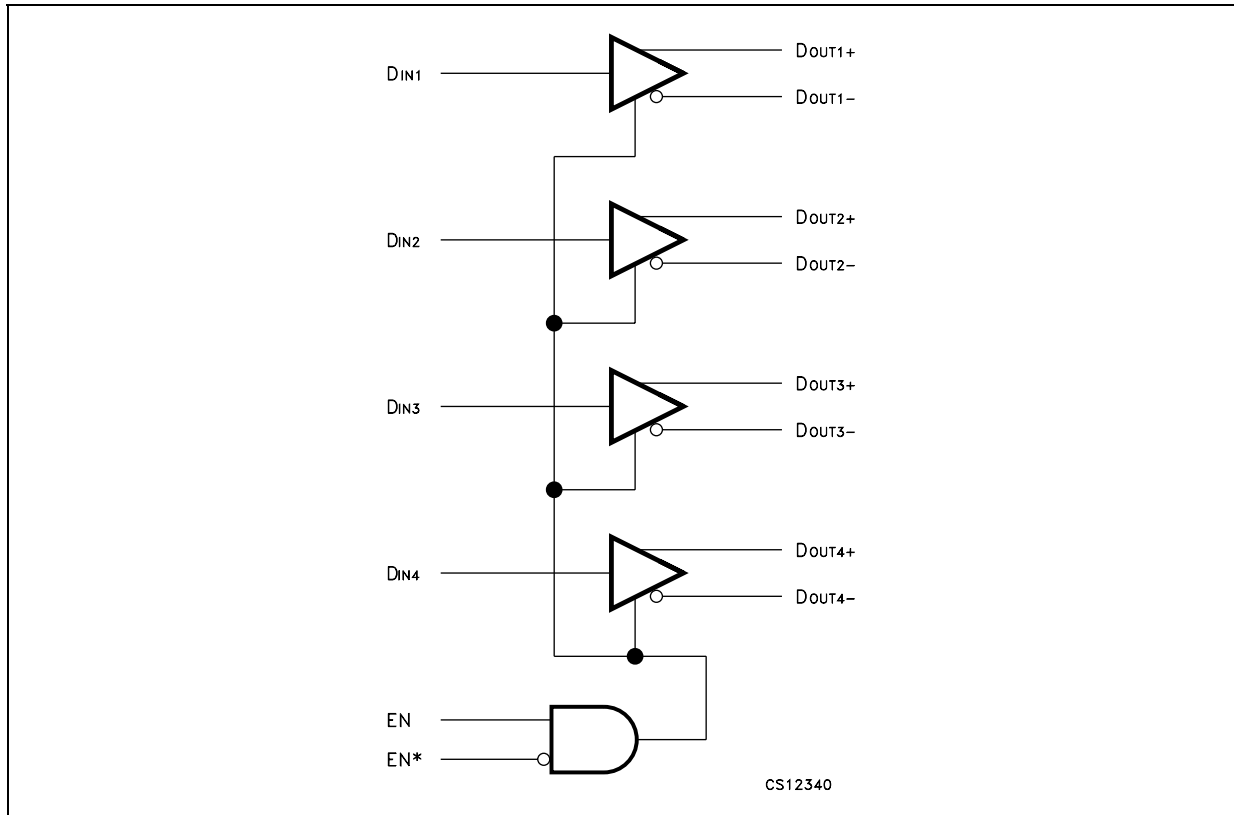 DIN1
DOUT1+
DOUT1-
DIN2
DOUT2+
DOUT2-
DIN3
DOUT3+
DOUT3-
DIN4
DOUT4+
DOUT4-
EN
EN*
CS12340